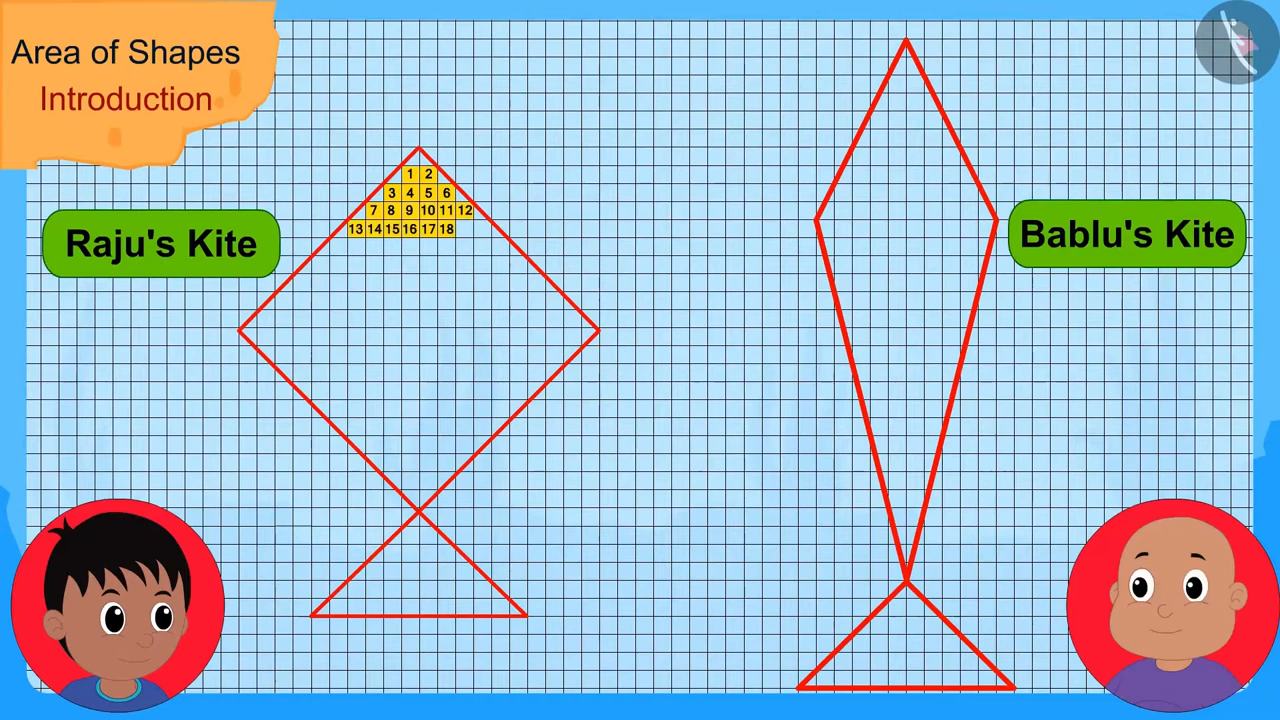 Area of Shapes
Introduction
1 2
3 4 5 6
7 8 9 10 11 12
13 14 15 16 17 18
Raju's Kite
Bablu's Kite